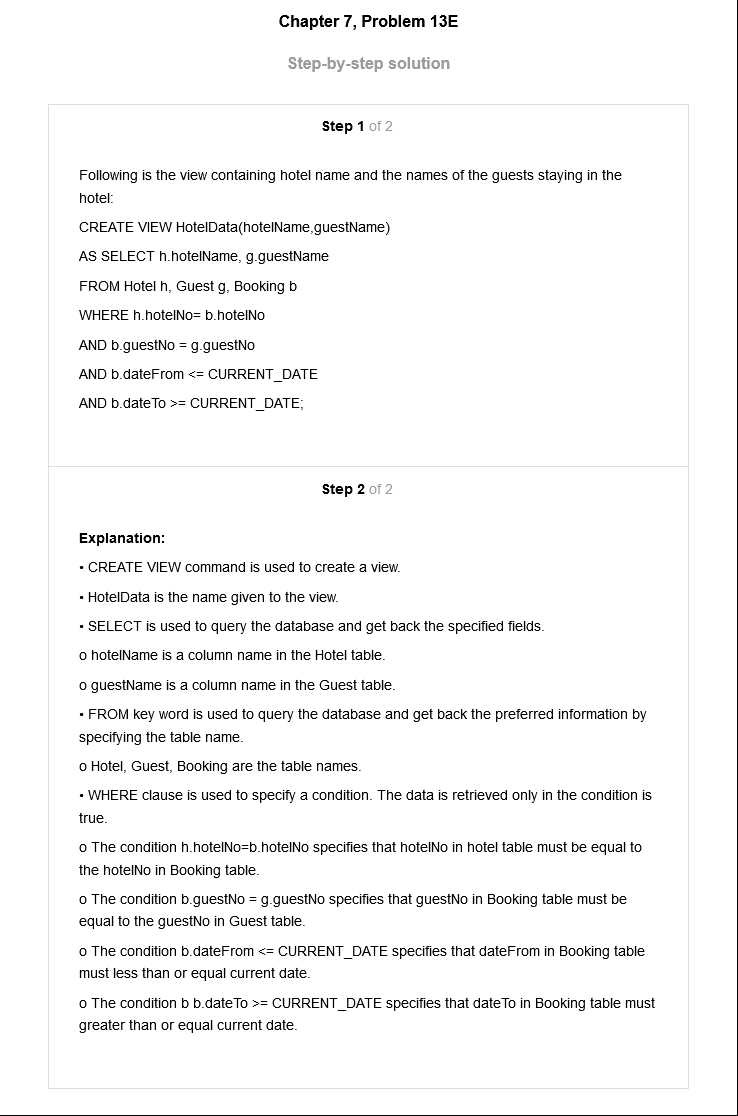 Chapter 7, Problem 13E
Step-by-step solution
Step 1 of 2
Following is the view containing hotel name and the names of the guests staying in the
hotel:
CREATE VIEW HotelData(hotelName,guestName)
AS SELECT h.hotelName, g.guestName
FROM Hotel h, Guest g, Booking b
WHERE h.hotelNo= b.hotelNo
AND b.guestNo = g.guestNo
AND b.dateFrom <= CURRENT_DATE
AND b.dateTo >= CURRENT_DATE;
Step 2 of 2
Explanation:
• CREATE VIEW command is used to create a view.
• HotelData is the name given to the view.
• SELECT is used to query the database and get back the specified fields.
o hotelName is a column name in the Hotel table.
o guestName is a column name in the Guest table.
• FROM key word is used to query the database and get back the preferred information by
specifying the table name.
o Hotel, Guest, Booking are the table names.
• WHERE clause is used to specify a condition. The data is retrieved only in the condition is
true.
o The condition h.hotelNo=b.hotelNo specifies that hotelNo in hotel table must be equal to
the hotelNo in Booking table.
o The condition b.guestNo = g.guestNo specifies that guestNo in Booking table must be
equal to the guestNo in Guest table.
o The condition b.dateFrom <= CURRENT_DATE specifies that dateFrom in Booking table
must less than or equal current date.
o The condition b b.dateTo >= CURRENT_DATE specifies that dateTo in Booking table must
greater than or equal current date.